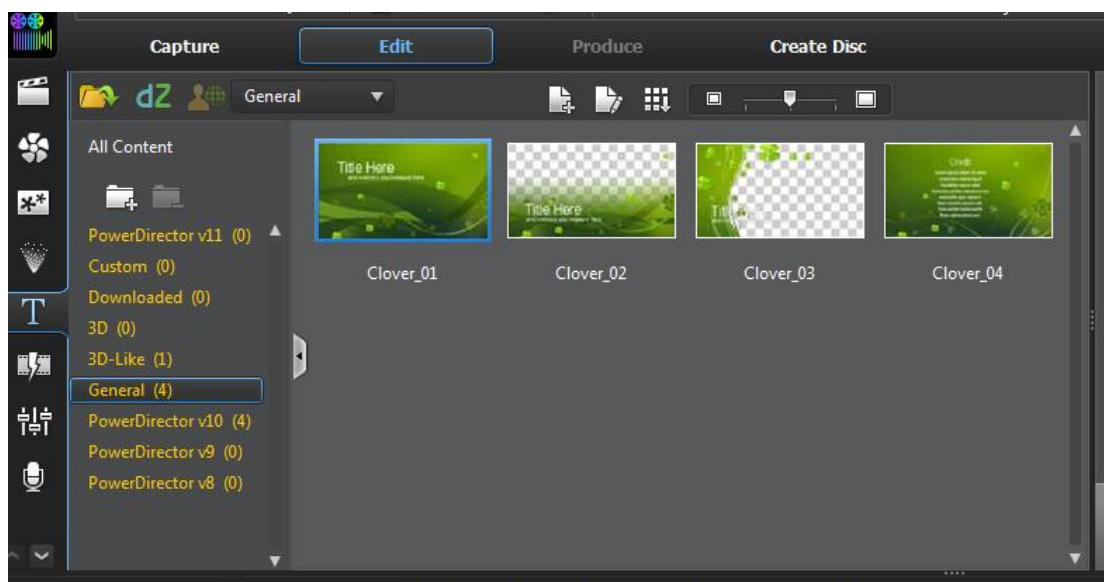 Capture Edit Produce Create Disc
dZ General
All Content
PowerDirector v11 (0)
Custom (0)
Downloaded (0)
3D (0)
3D-Like (1)
General (4)
PowerDirector v10 (4)
PowerDirector v9 (0)
PowerDirector v8 (0)
T
Title Here
Title Here
Credit
Clover_01 Clover_02 Clover_03 Clover_04